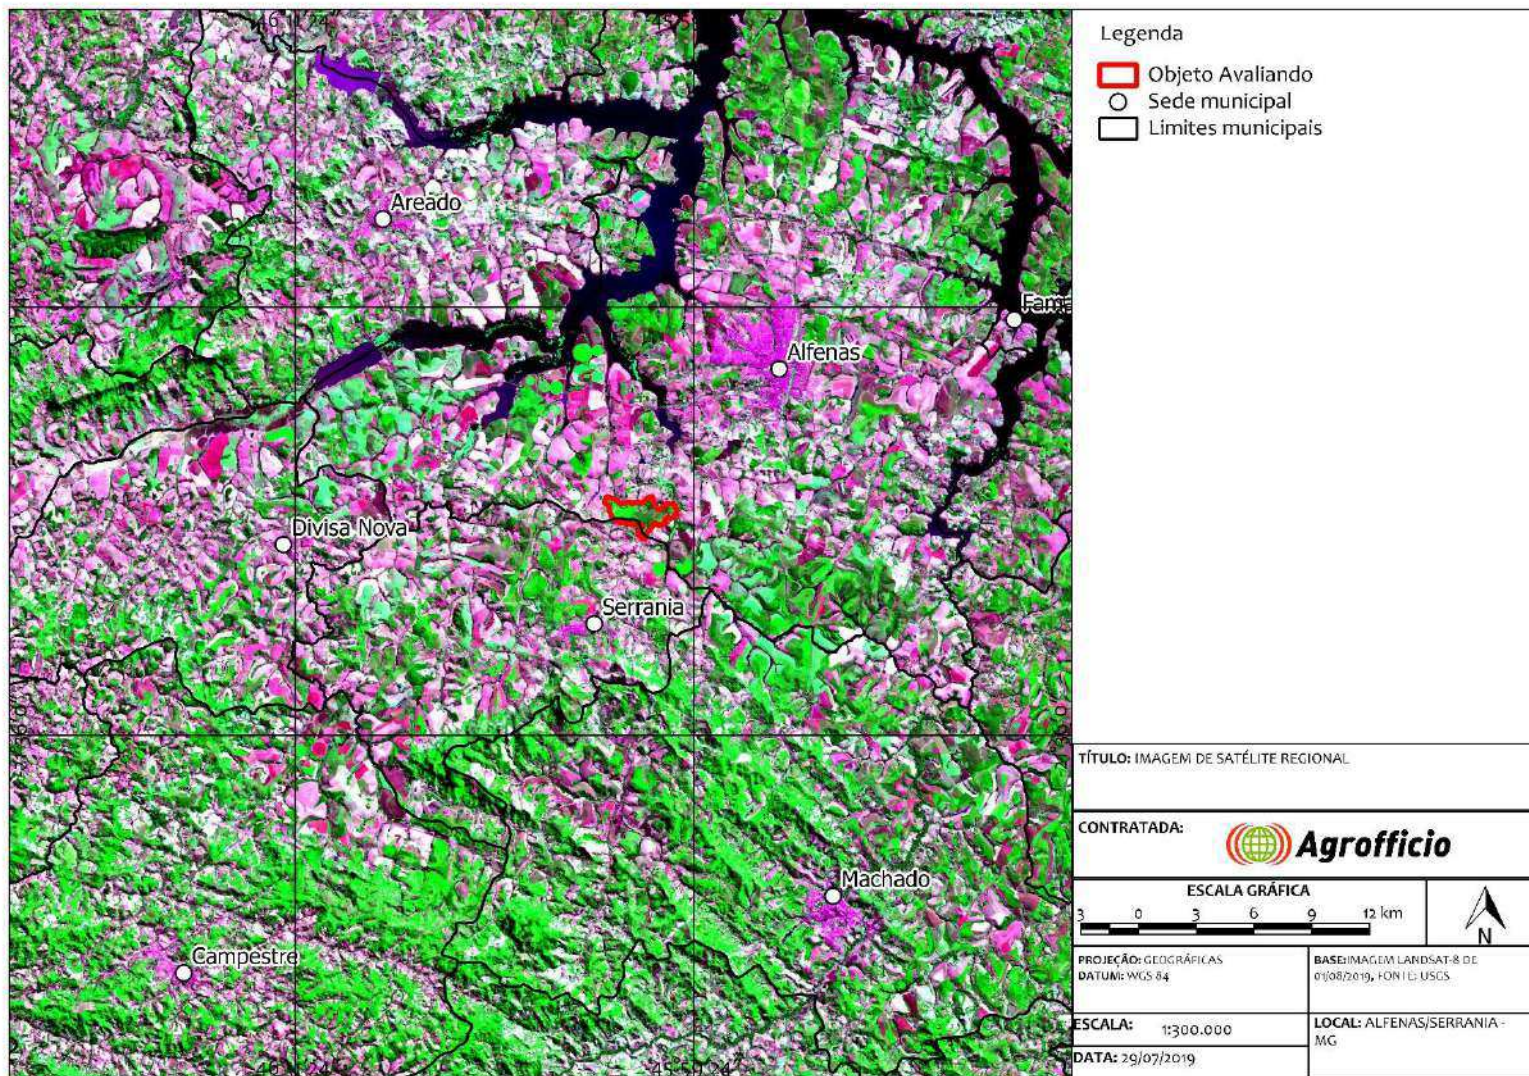 Legenda
Objeto Avaliando
Sede municipal
Limites municipais
Areado
Alfenas
Divisa Nova
Serrania
Machado
Campestre
TÍTULO: IMAGEM DE SATÉLITE REGIONAL
CONTRATADA:
Agrofficio
ESCALA GRÁFICA
3 0 3 6 9 12 km
N
PROJEÇÃO: GEOGRÁFICAS
DATUM: WGS 84
BASE: IMAGEM LANDSAT-8 DE
01/08/2019, FONTE: USGS
ESCALA: 1:300.000
LOCAL: ALFENAS/SERRANIA -
MG
DATA: 29/07/2019